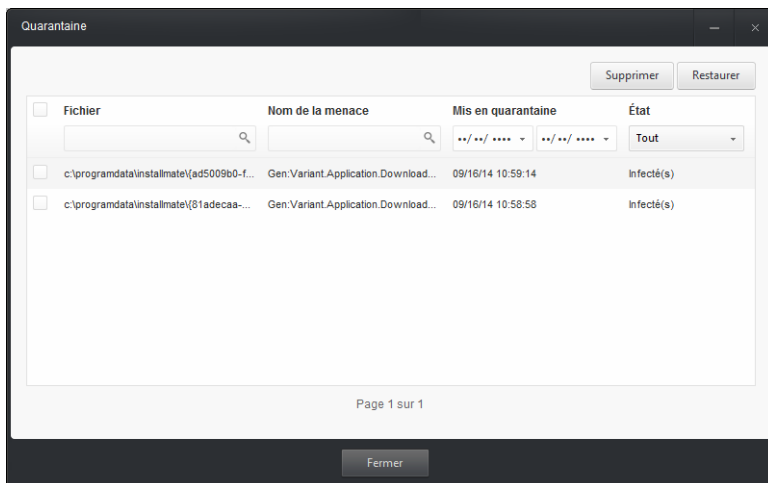 Quarantaine
Supprimer Restaurer
Fichier Nom de la menace Mis en quarantaine État
••/••/•••• ••/••/•••• Tout
c:\programdata\installmate\{ad5009b0-f... Gen:Variant.Application.Download... 09/16/14 10:59:14 Infecté(s)
c:\programdata\installmate\{81adecaa-... Gen:Variant.Application.Download... 09/16/14 10:58:58 Infecté(s)
Page 1 sur 1
Fermer